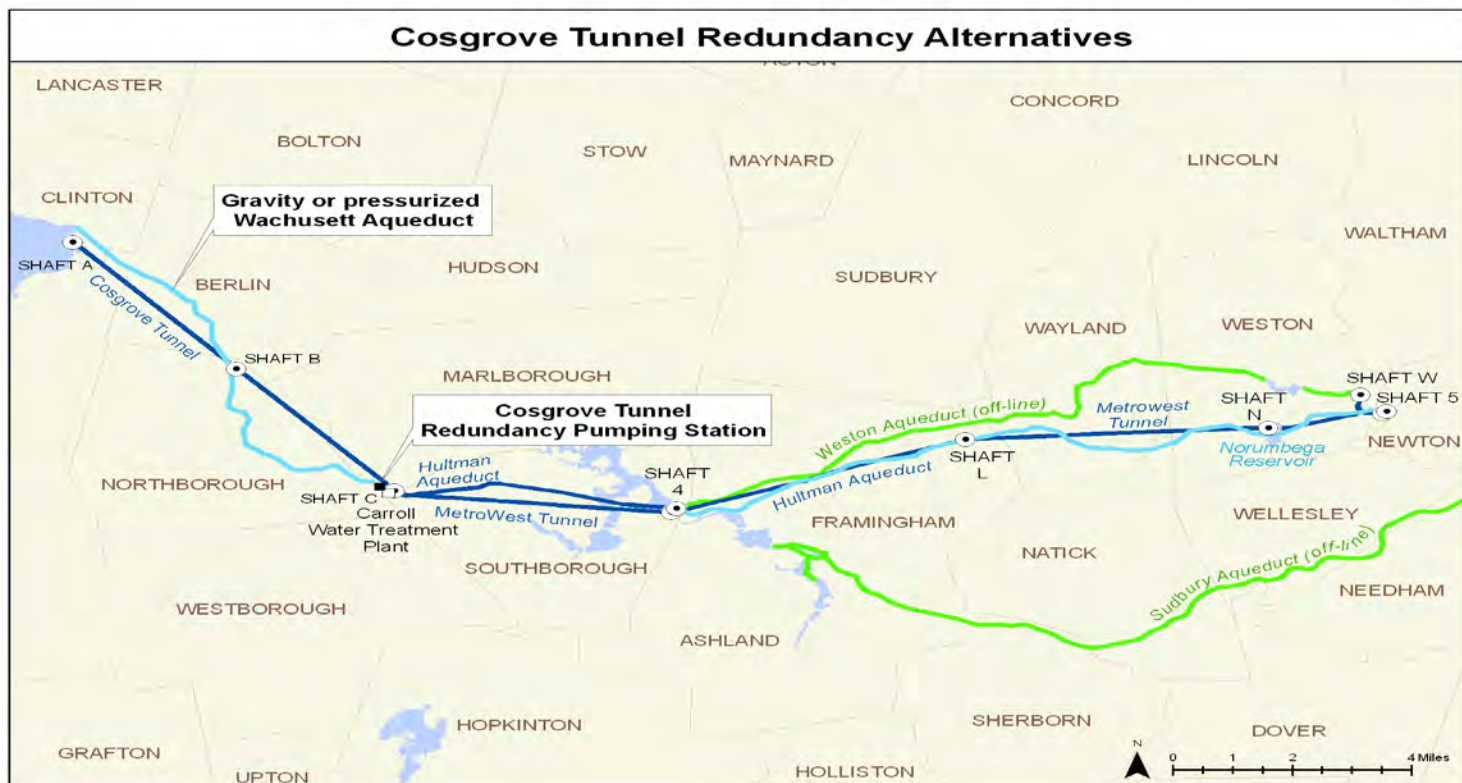 Cosgrove Tunnel Redundancy Alternatives
ACTON
LANCASTER
CONCORD
BOLTON
STOW
MAYNARD
LINCOLN
CLINTON
Gravity or pressurized
Wachusett Aqueduct
WALTHAM
SHAFT A
HUDSON
SUDBURY
BERLIN
Cosgrove Tunnel
WAYLAND
WESTON
SHAFT B
MARLBOROUGH
SHAFT W
SHAFT 5
Cosgrove Tunnel
Redundancy Pumping Station
Weston Aqueduct (off-line)
Metrowest
Tunnel
SHAFT
N
NEWTON
Norumbega
Reservoir
Hultman
Aqueduct
SHAFT
4
Hultman Aqueduct
SHAFT
L
NORTHBOROUGH
SHAFT C
Carroll
Water Treatment
Plant
MetroWest Tunnel
FRAMINGHAM
WELLESLEY
NATICK
SOUTHBOROUGH
Sudbury Aqueduct (off-line)
NEEDHAM
WESTBOROUGH
ASHLAND
HOPKINTON
SHERBORN
DOVER
GRAFTON
UPTON
HOLLISTON
N
0 1 2 4 Miles